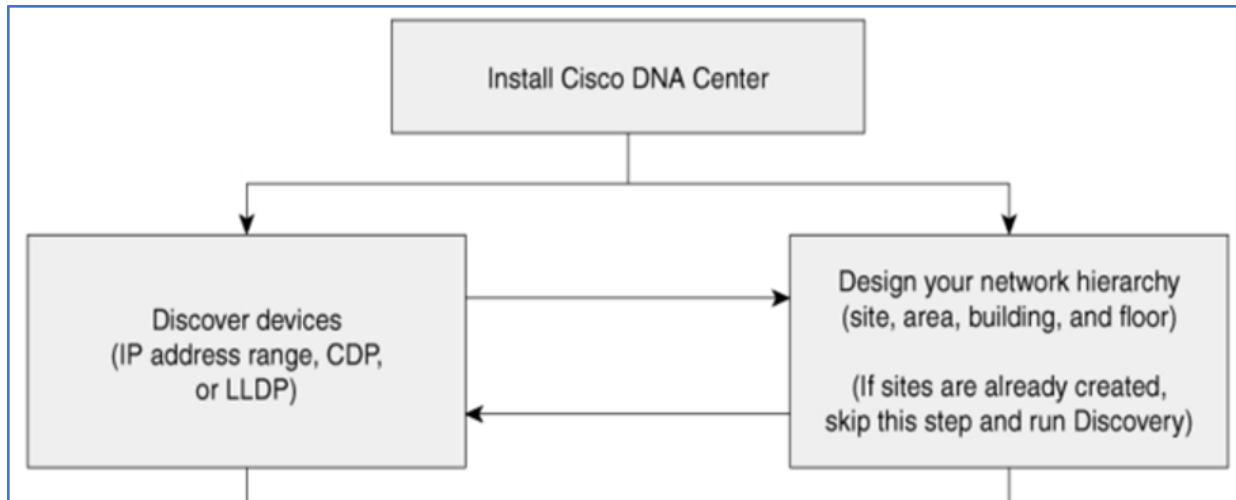 Install Cisco DNA Center
Discover devices
(IP address range, CDP,
or LLDP)
Design your network hierarchy
(site, area, building, and floor)
(If sites are already created,
skip this step and run Discovery)